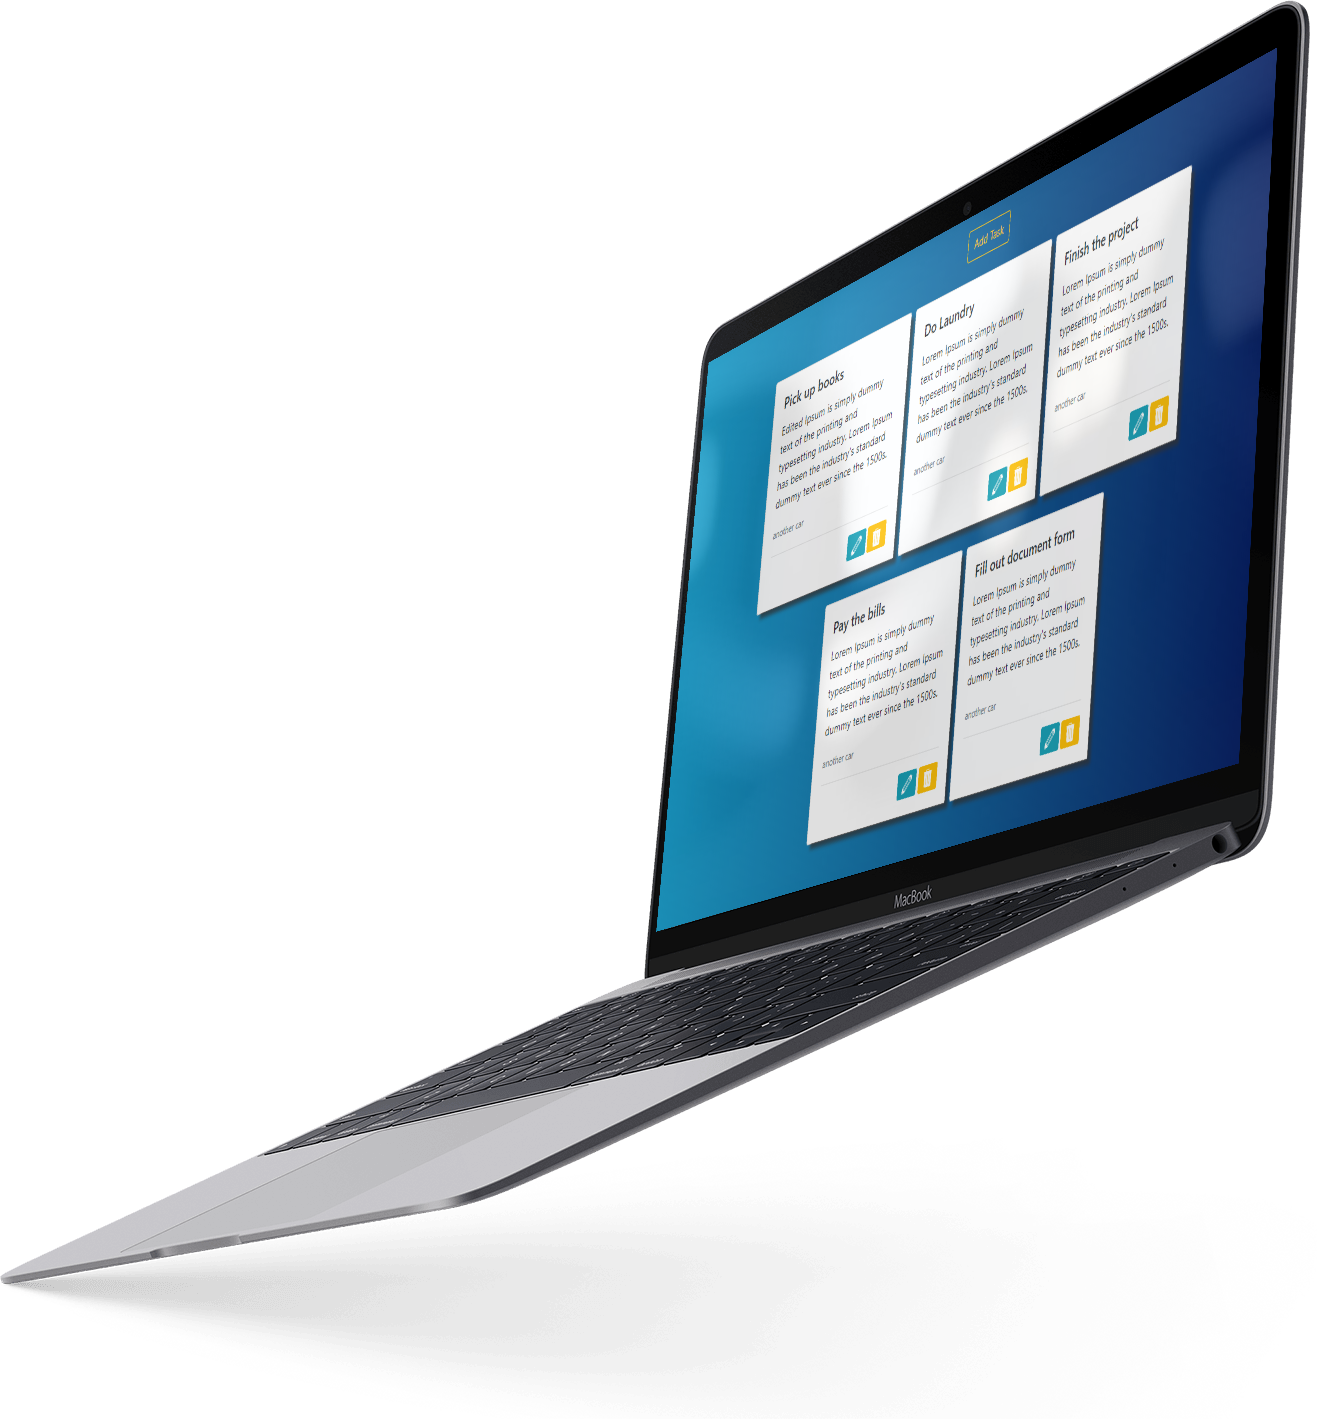 Add Task
Pick up books
Edited Ipsum is simply dummy
text of the printing and
typesetting industry. Lorem Ipsum
has been the industry's standard
dummy text ever since the 1500s.
another car
Do Laundry
Lorem Ipsum is simply dummy
text of the printing and
typesetting industry. Lorem Ipsum
has been the industry's standard
dummy text ever since the 1500s.
another car
Finish the project
Lorem Ipsum is simply dummy
text of the printing and
typesetting industry. Lorem Ipsum
has been the industry's standard
dummy text ever since the 1500s.
another car
Pay the bills
Lorem Ipsum is simply dummy
text of the printing and
typesetting industry. Lorem Ipsum
has been the industry's standard
dummy text ever since the 1500s.
another car
Fill out document form
Lorem Ipsum is simply dummy
text of the printing and
typesetting industry. Lorem Ipsum
has been the industry's standard
dummy text ever since the 1500s.
another car
MacBook